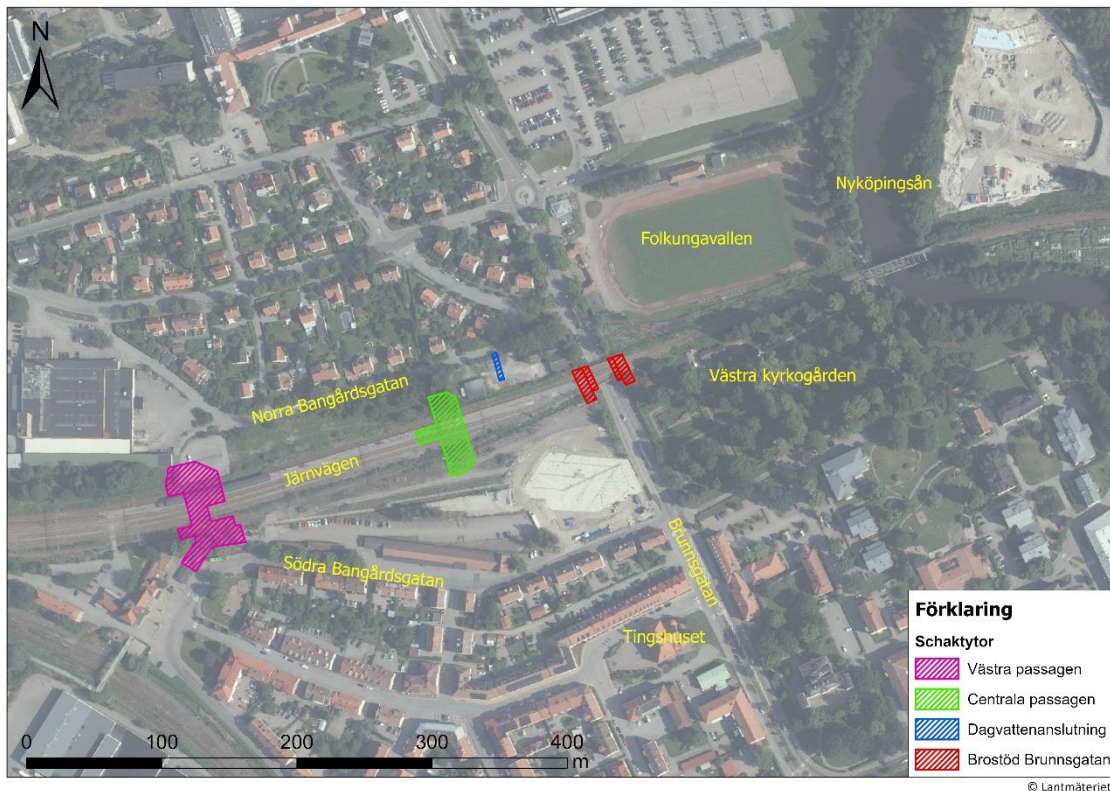 N
Nyköpingsån
Folkungavallen
Västra kyrkogården
Norra Bangårdsgatan
Järnvägen
Södra Bangårdsgatan
Brunnsgatan
Tingshuset
0 100 200 300 400
m
Förklaring
Schaktytor
Västra passagen
Centrala passagen
Dagvattenanslutning
Brostöd Brunnsgatan
© Lantmäteriet